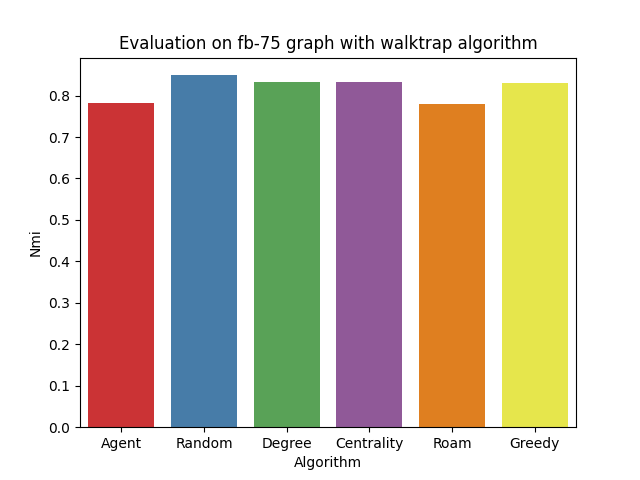 Evaluation on fb-75 graph with walktrap algorithm
0.8
0.7
0.6
0.5
0.4
0.3
0.2
0.1
0.0
Nmi
Agent Random Degree Centrality Roam Greedy
Algorithm